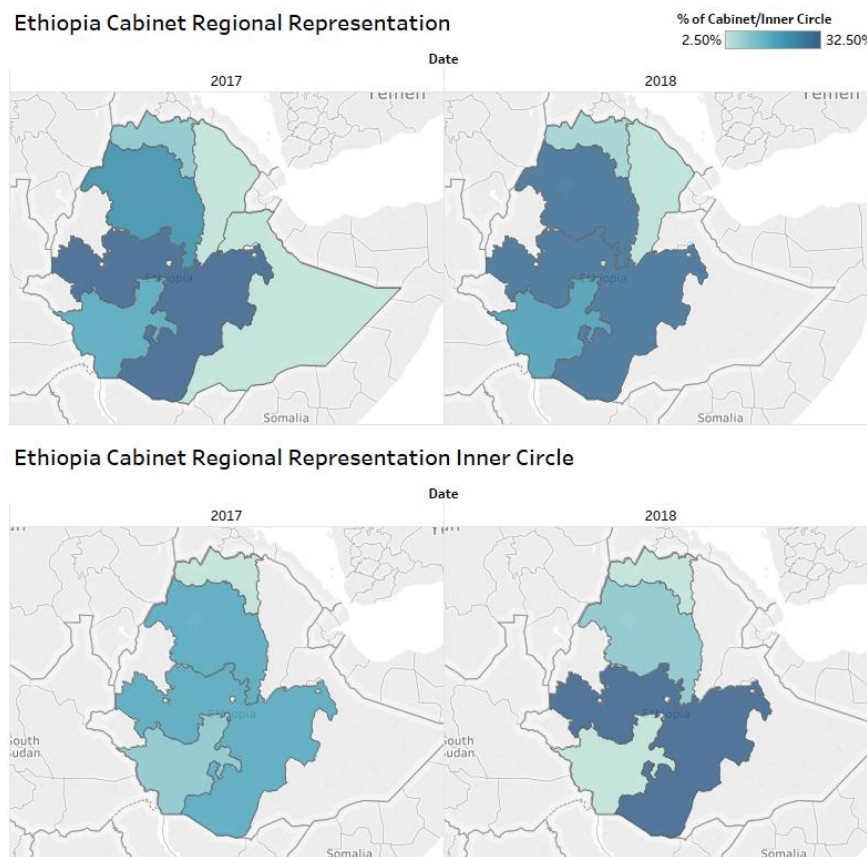 Ethiopia Cabinet Regional Representation
% of Cabinet/Inner Circle
2.50% 32.50%
Date
2017 2018
Yemen Yemen
Ethiopia Ethiopia
Somalia Somalia
Ethiopia Cabinet Regional Representation Inner Circle
Date
2017 2018
Ethiopia Ethiopia
South South
Sudan Sudan
Somalia Somalia